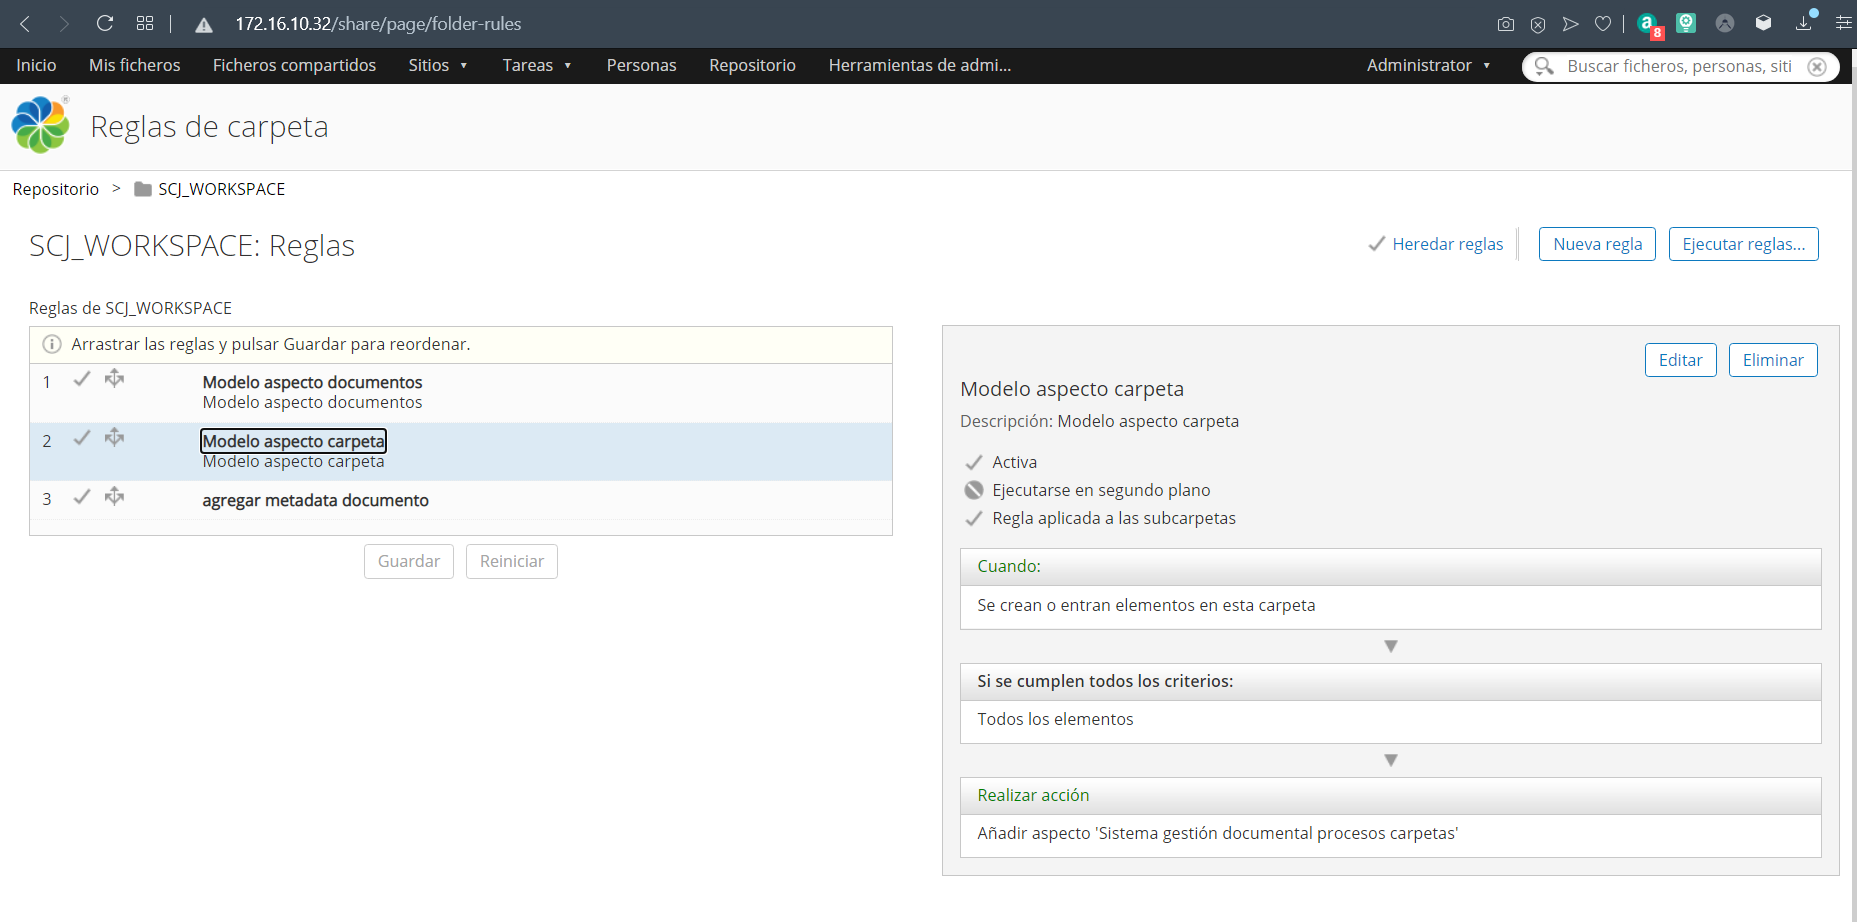 172.16.10.32/share/page/folder-rules
8
Inicio Mis ficheros Ficheros compartidos Sitios Tareas Personas Repositorio Herramientas de admi... Administrator Buscar ficheros, personas, siti
Reglas de carpeta
Repositorio > SCJ_WORKSPACE
SCJ_WORKSPACE: Reglas
Heredar reglas Nueva regla Ejecutar reglas...
Reglas de SCJ_WORKSPACE
Arrastrar las reglas y pulsar Guardar para reordenar.
1 Modelo aspecto documentos
Modelo aspecto documentos
2 Modelo aspecto carpeta
Modelo aspecto carpeta
3 agregar metadata documento
Guardar Reiniciar
Editar Eliminar
Modelo aspecto carpeta
Descripción: Modelo aspecto carpeta
Activa
Ejecutarse en segundo plano
Regla aplicada a las subcarpetas
Cuando:
Se crean o entran elementos en esta carpeta
Si se cumplen todos los criterios:
Todos los elementos
Realizar acción
Añadir aspecto 'Sistema gestión documental procesos carpetas'